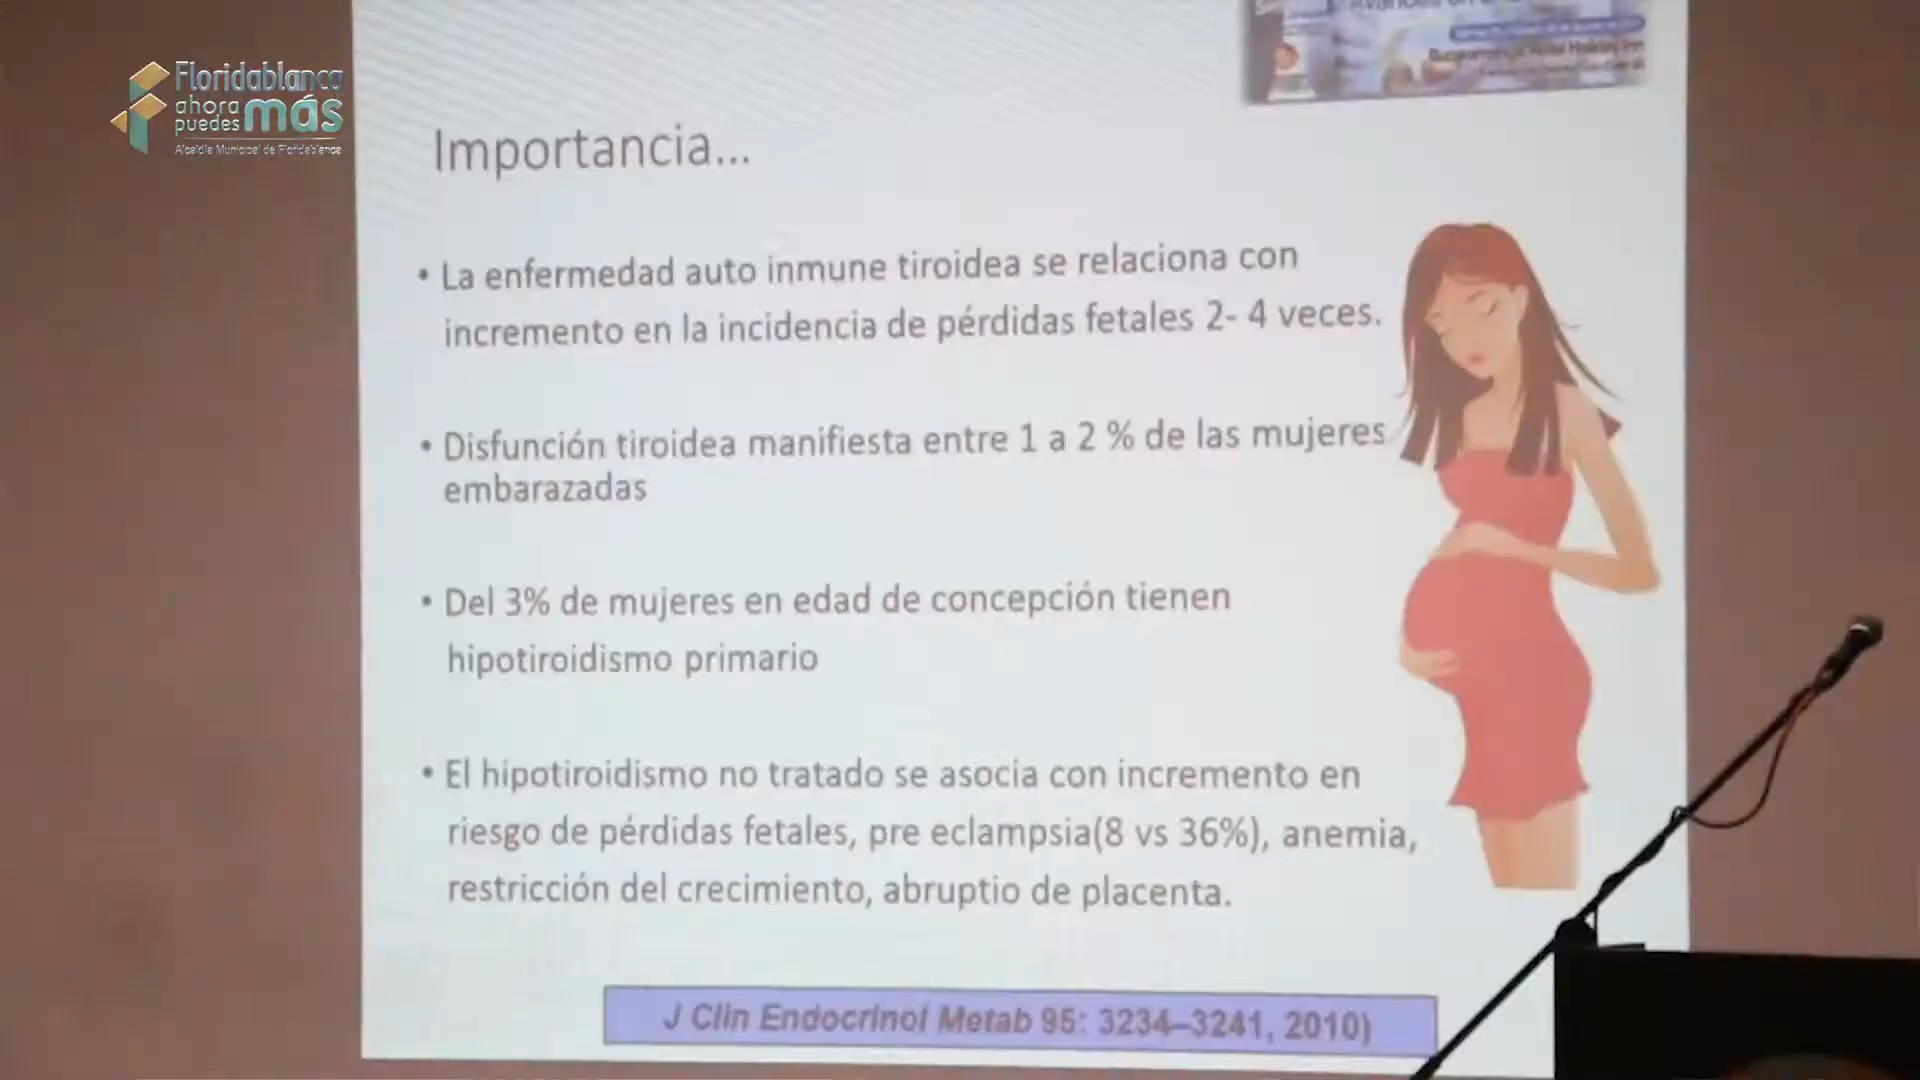 Floridablanca
ahora
puedes más
Alcaldía Municipal de Floridablanca
Importancia...
• La enfermedad auto inmune tiroidea se relaciona con
incremento en la incidencia de pérdidas fetales 2- 4 veces.
• Disfunción tiroidea manifiesta entre 1 a 2 % de las mujeres
embarazadas
• Del 3% de mujeres en edad de concepción tienen
hipotiroidismo primario
• El hipotiroidismo no tratado se asocia con incremento en
riesgo de pérdidas fetales, pre eclampsia(8 vs 36%), anemia,
restricción del crecimiento, abruptio de placenta.
J Clin Endocrinol Metab 95: 3234–3241, 2010)